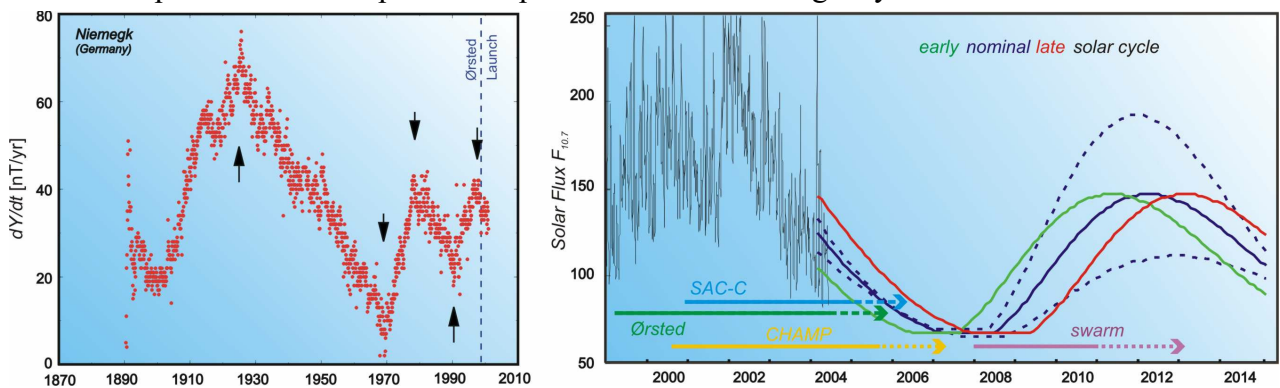 Niemegk
(Germany)
Ørsted
Launch
dY/dt [nT/yr]
80
60
40
20
0
1870 1890 1910 1930 1950 1970 1990 2010
early nominal late solar cycle
Solar Flux F10.7
250
200
150
100
50
SAC-C
Ørsted
CHAMP
swarm
2000 2002 2004 2006 2008 2010 2012 2014